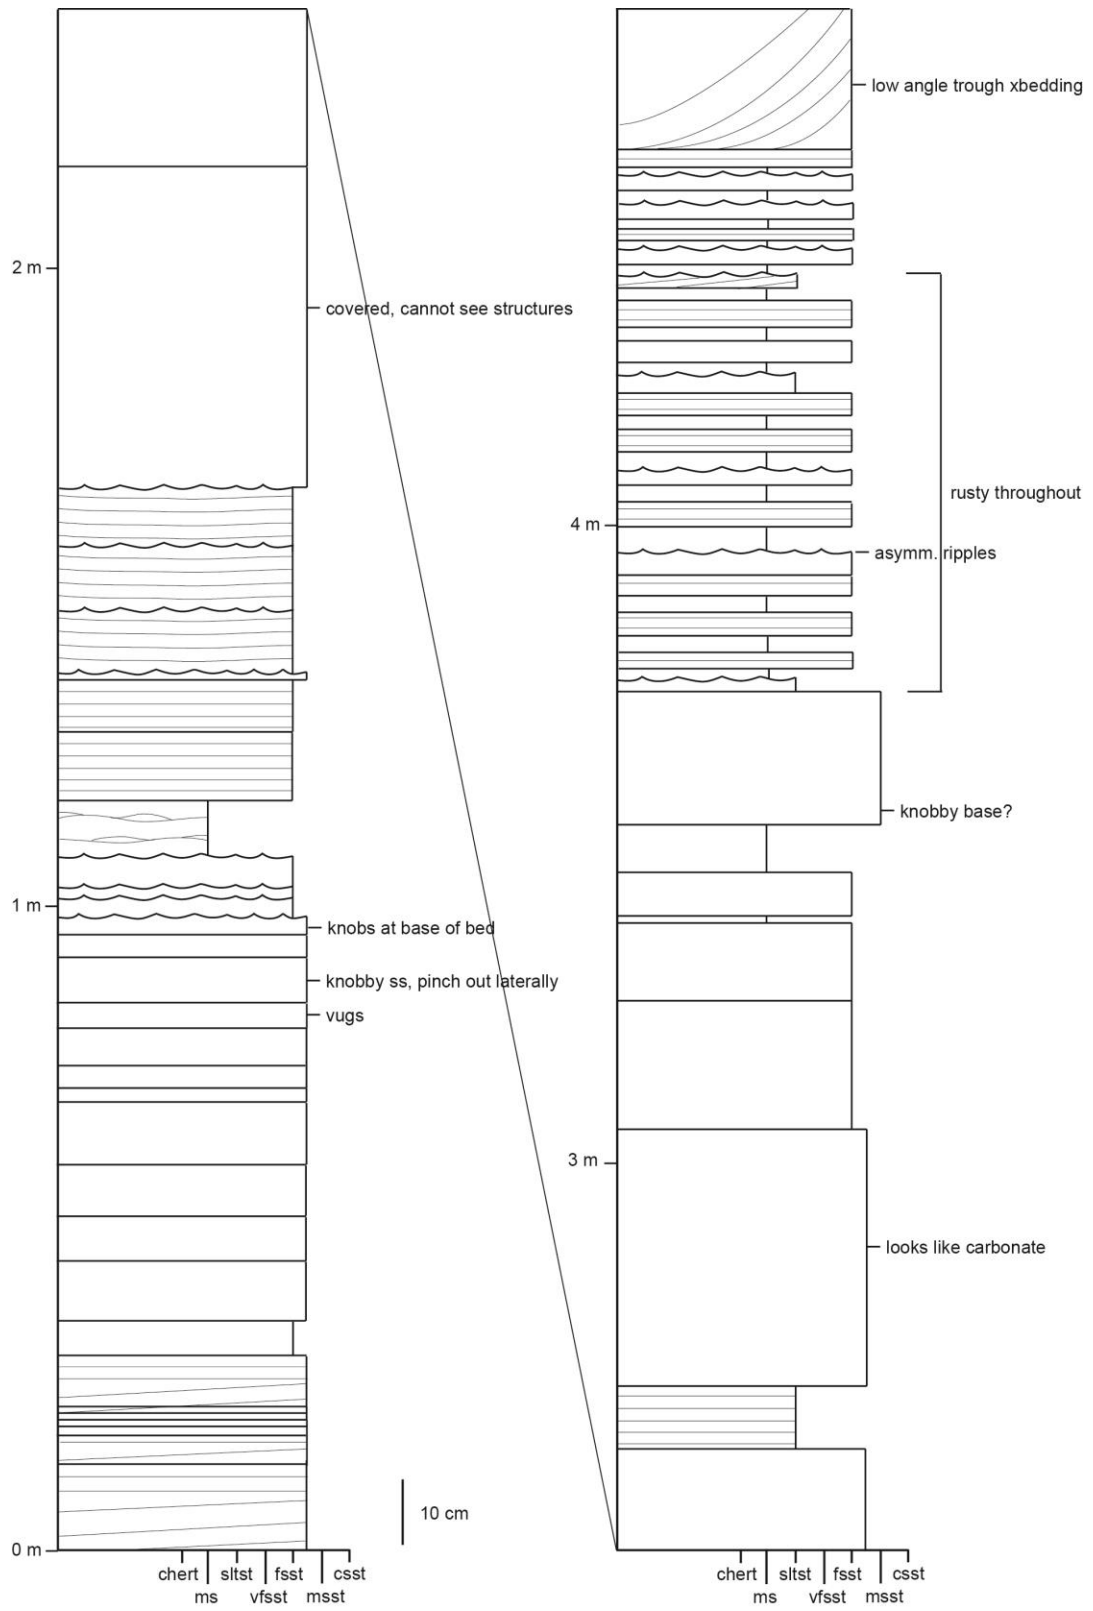 low angle trough xbedding
2 m
covered, cannot see structures
rusty throughout
4 m
asymm. ripples
knobby base?
1 m
knobs at base of bed
knobby ss, pinch out laterally
vugs
3 m
looks like carbonate
10 cm
0 m
chert sltst fsst csst
ms vfsst msst
chert sltst fsst csst
ms vfsst msst